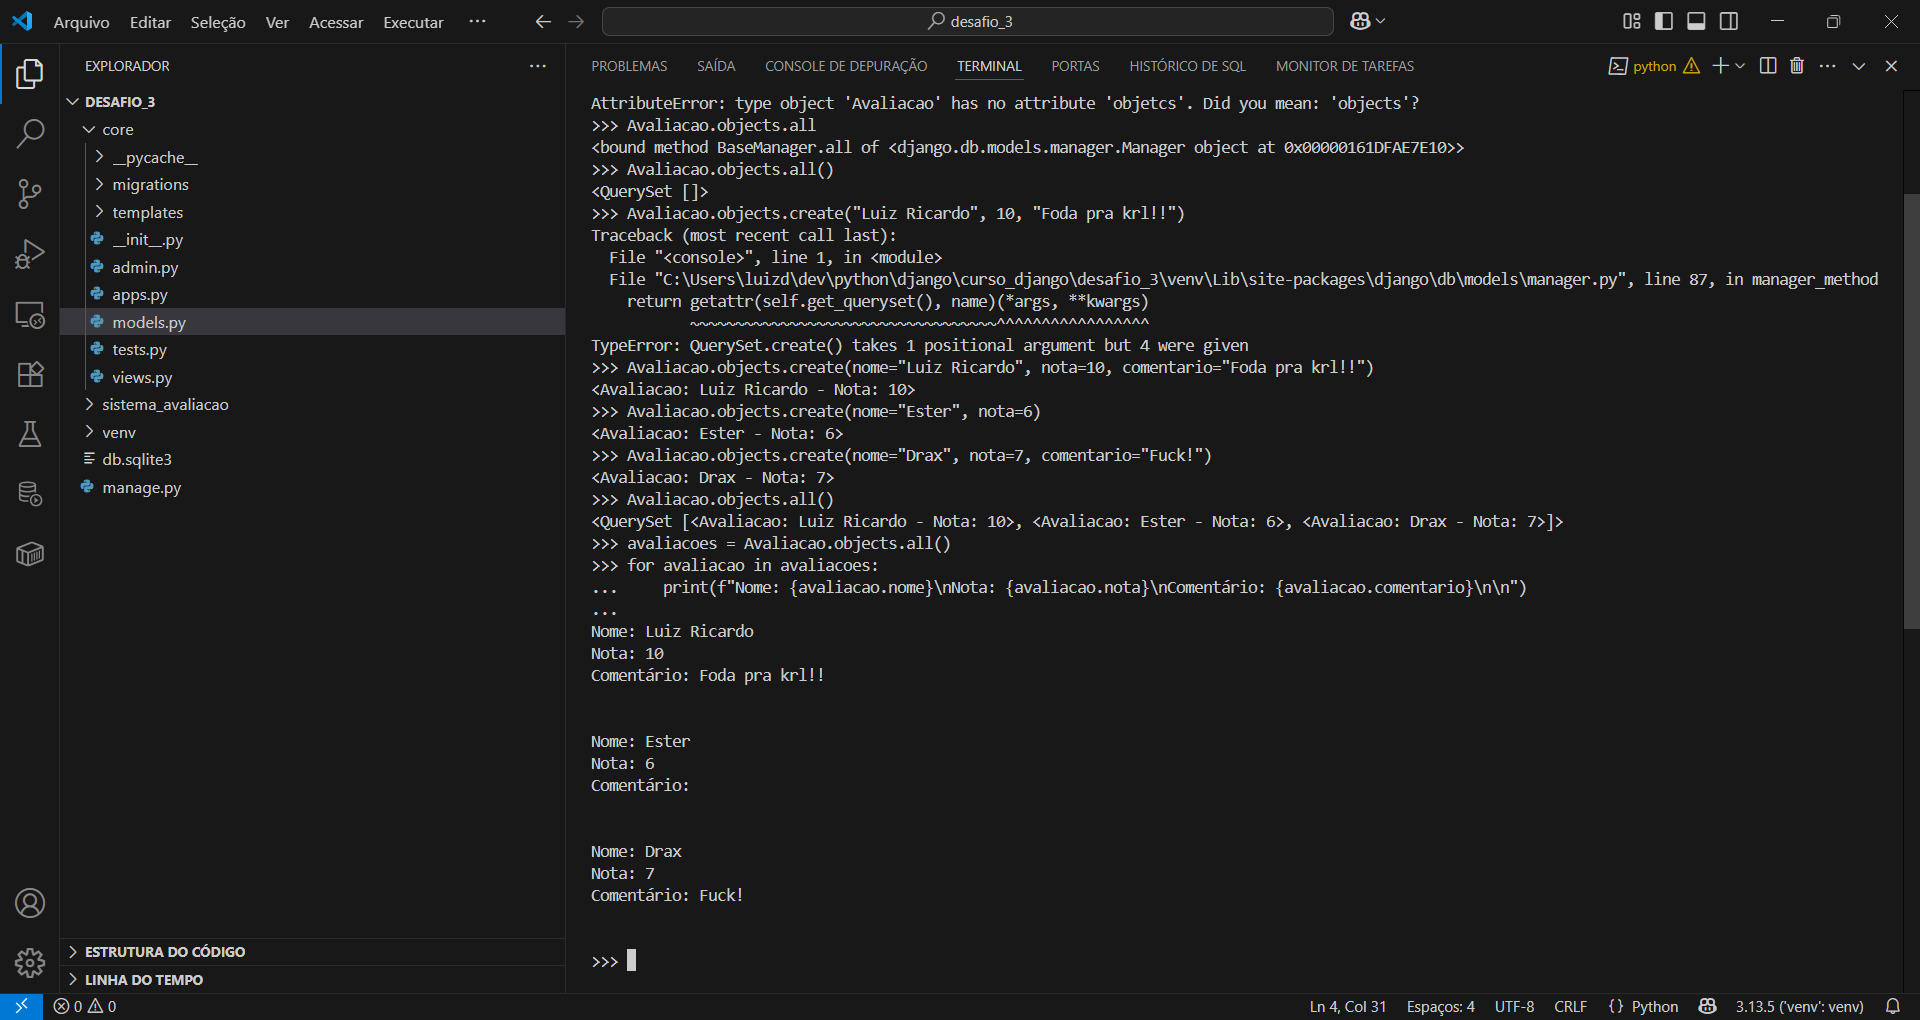 Arquivo Editar Seleção Ver Acessar Executar ··· desafio_3
EXPLORADOR ···
DESAFIO_3
core
__pycache__
migrations
templates
__init__.py
admin.py
apps.py
models.py
tests.py
views.py
sistema_avaliacao
venv
db.sqlite3
manage.py
ESTRUTURA DO CÓDIGO
LINHA DO TEMPO
PROBLEMAS SAÍDA CONSOLE DE DEPURAÇÃO TERMINAL PORTAS HISTÓRICO DE SQL MONITOR DE TAREFAS python ···
AttributeError: type object 'Avaliacao' has no attribute 'objetcs'. Did you mean: 'objects'?
>>> Avaliacao.objects.all
<bound method BaseManager.all of <django.db.models.manager.Manager object at 0x00000161DFAE7E10>>
>>> Avaliacao.objects.all()
<QuerySet []>
>>> Avaliacao.objects.create("Luiz Ricardo", 10, "Foda pra krl!!")
Traceback (most recent call last):
  File "<console>", line 1, in <module>
  File "C:\Users\luizd\dev\python\django\curso_django\desafio_3\venv\Lib\site-packages\django\db\models\manager.py", line 87, in manager_method
    return getattr(self.get_queryset(), name)(*args, **kwargs)
           ~~~~~~~~~~~~~~~~~~~~~~~~~~~~~~~~~~^^^^^^^^^^^^^^^^^
TypeError: QuerySet.create() takes 1 positional argument but 4 were given
>>> Avaliacao.objects.create(nome="Luiz Ricardo", nota=10, comentario="Foda pra krl!!")
<Avaliacao: Luiz Ricardo - Nota: 10>
>>> Avaliacao.objects.create(nome="Ester", nota=6)
<Avaliacao: Ester - Nota: 6>
>>> Avaliacao.objects.create(nome="Drax", nota=7, comentario="Fuck!")
<Avaliacao: Drax - Nota: 7>
>>> Avaliacao.objects.all()
<QuerySet [<Avaliacao: Luiz Ricardo - Nota: 10>, <Avaliacao: Ester - Nota: 6>, <Avaliacao: Drax - Nota: 7>]>
>>> avaliacoes = Avaliacao.objects.all()
>>> for avaliacao in avaliacoes:
...     print(f"Nome: {avaliacao.nome}\nNota: {avaliacao.nota}\nComentário: {avaliacao.comentario}\n\n")
...
Nome: Luiz Ricardo
Nota: 10
Comentário: Foda pra krl!!
Nome: Ester
Nota: 6
Comentário:
Nome: Drax
Nota: 7
Comentário: Fuck!
>>>
0 0 Ln 4, Col 31 Espaços: 4 UTF-8 CRLF {} Python 3.13.5 ('venv': venv)